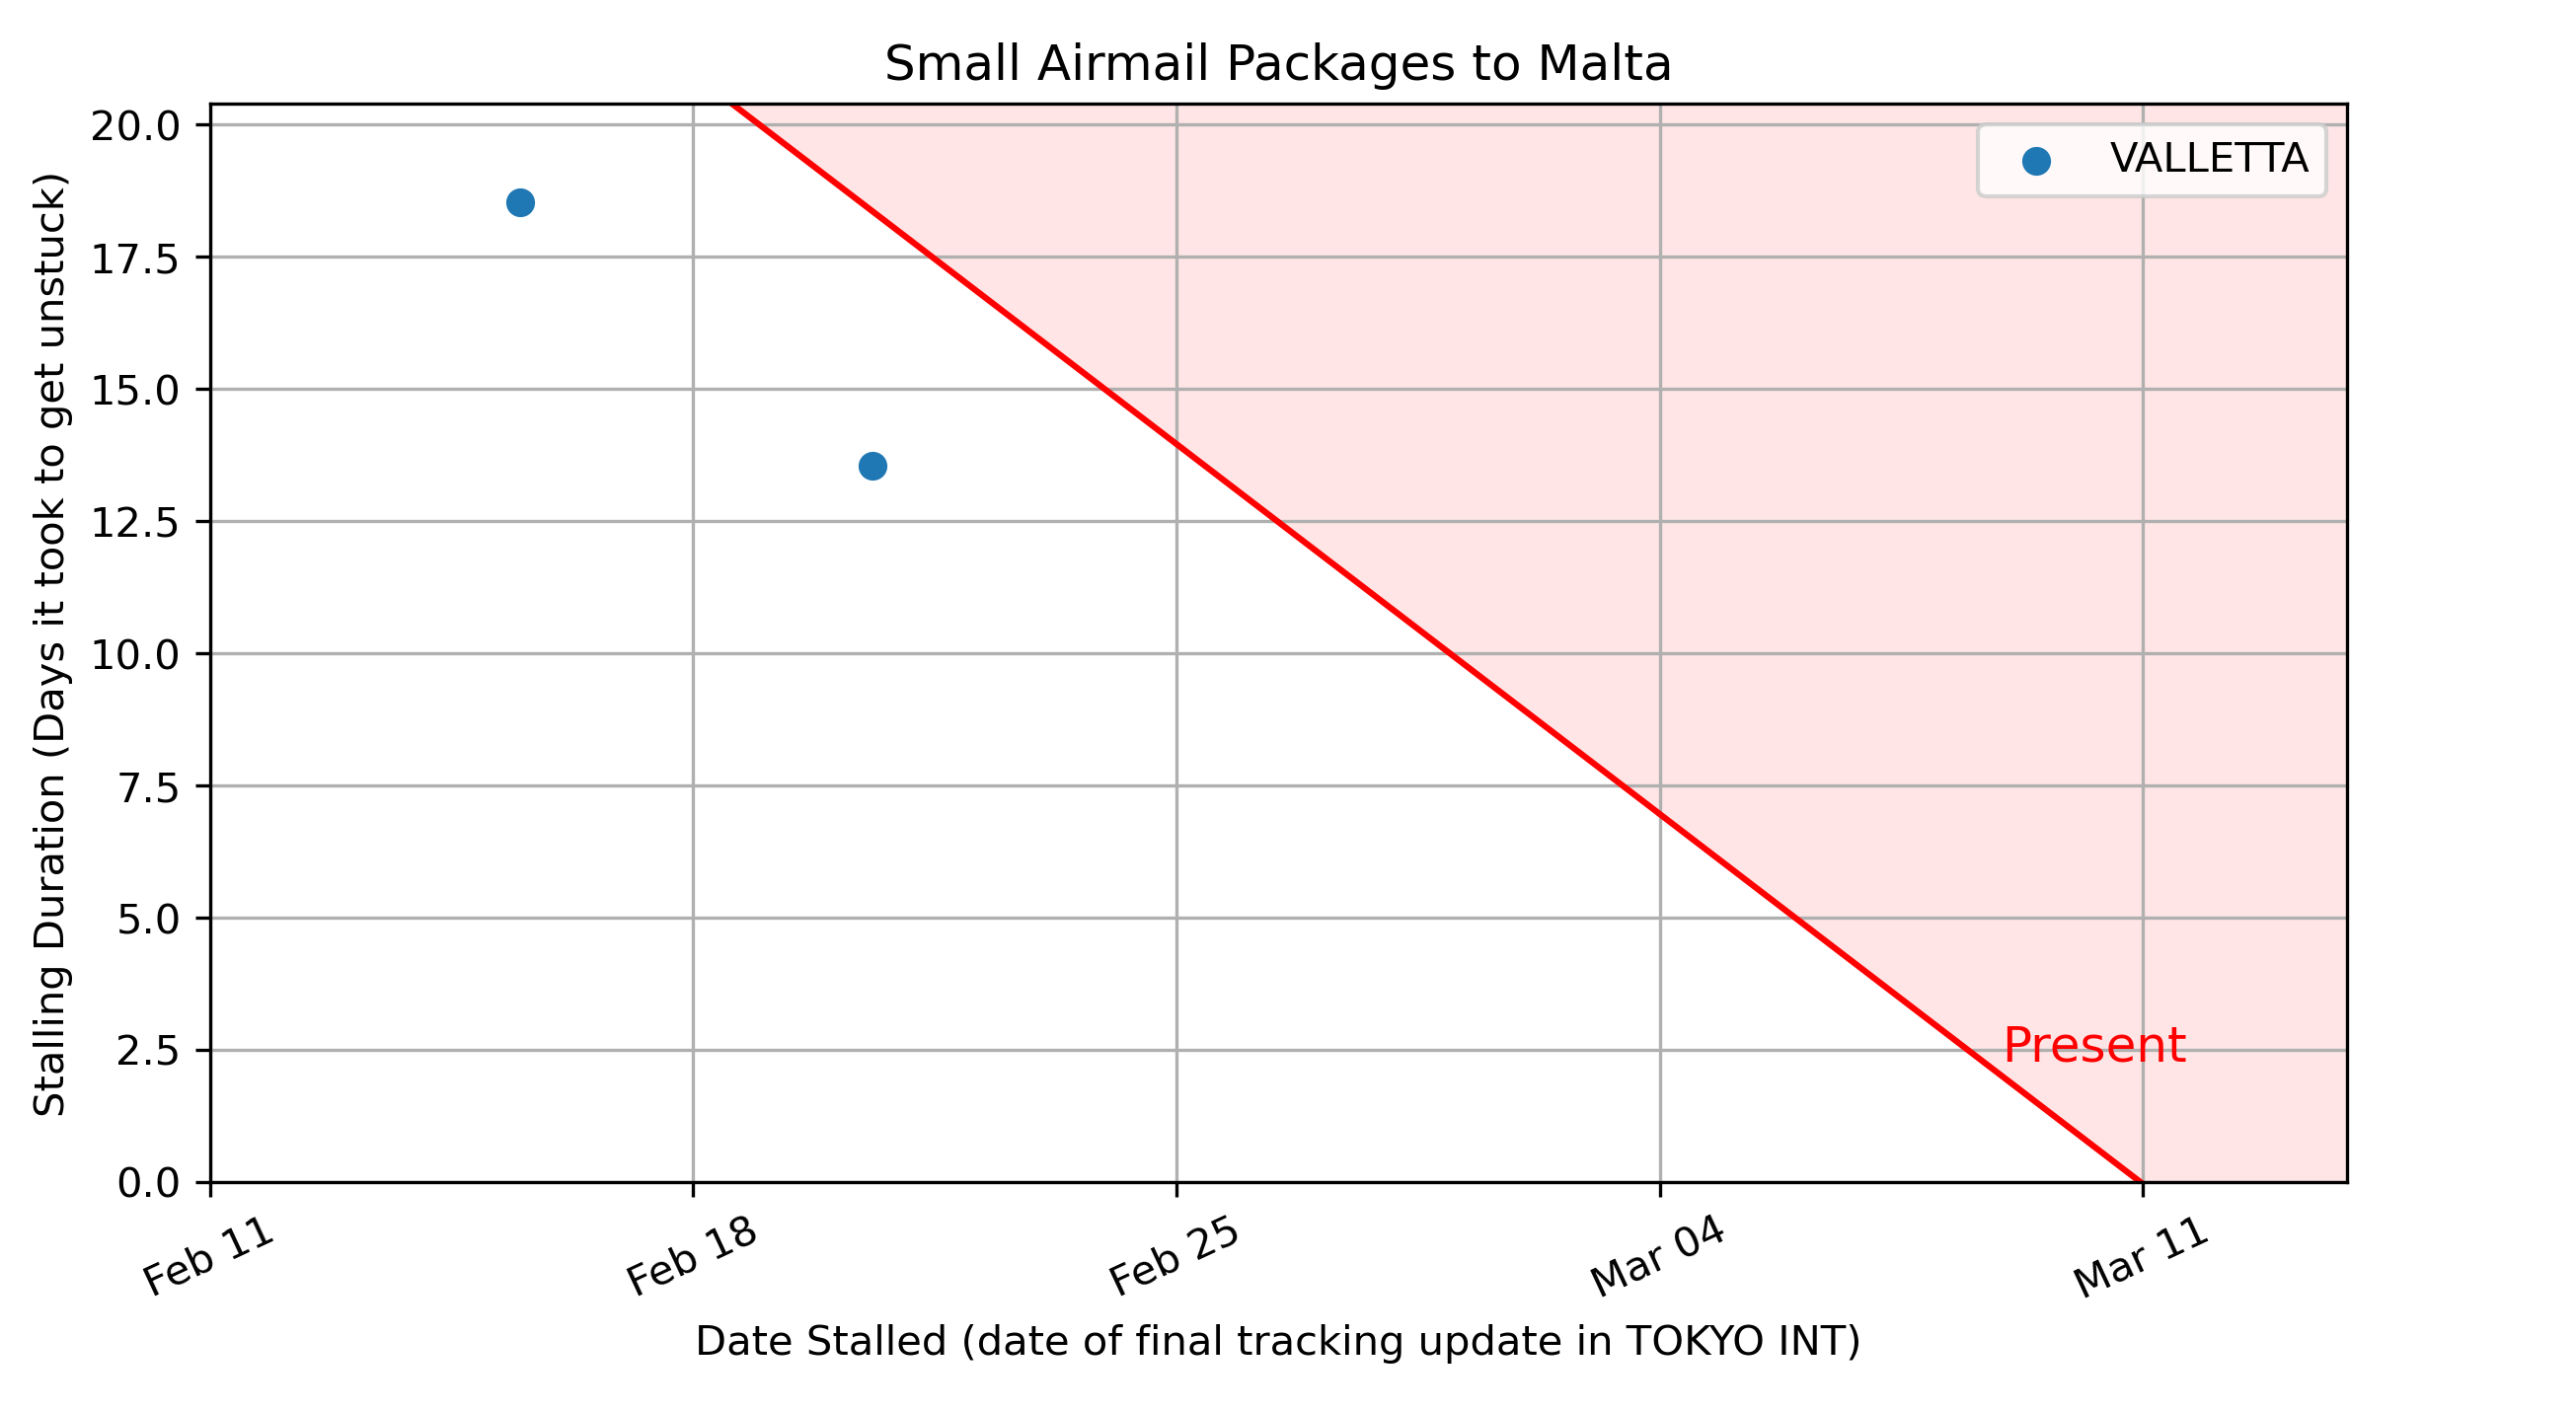 Small Airmail Packages to Malta
Stalling Duration (Days it took to get unstuck)
20.0
17.5
15.0
12.5
10.0
7.5
5.0
2.5
0.0
VALLETTA
Present
Feb 11
Feb 18
Feb 25
Mar 04
Mar 11
Date Stalled (date of final tracking update in TOKYO INT)